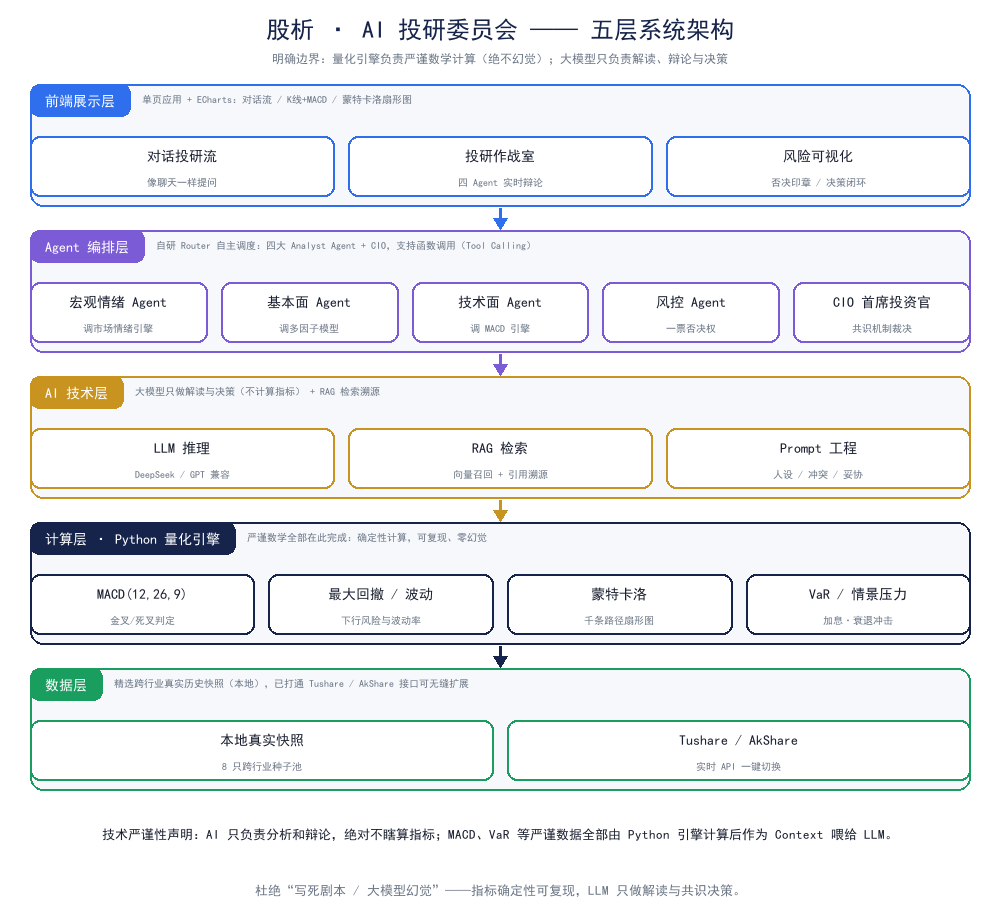 股析 · AI 投研委员会 —— 五层系统架构
明确边界：量化引擎负责严谨数学计算（绝不幻觉）；大模型只负责解读、辩论与决策
前端展示层
单页应用 + ECharts：对话流 / K线+MACD / 蒙特卡洛扇形图
对话投研流
投研作战室
风险可视化
像聊天一样提问
四 Agent 实时辩论
否决印章 / 决策闭环
Agent 编排层
自研 Router 自主调度：四大 Analyst Agent + CIO，支持函数调用（Tool Calling）
宏观情绪 Agent
基本面 Agent
技术面 Agent
风控 Agent
CIO 首席投资官
调市场情绪引擎
调多因子模型
调 MACD 引擎
一票否决权
共识机制裁决
AI 技术层
大模型只做解读与决策（不计算指标） + RAG 检索溯源
LLM 推理
RAG 检索
Prompt 工程
DeepSeek / GPT 兼容
向量召回 + 引用溯源
人设 / 冲突 / 妥协
计算层 · Python 量化引擎
严谨数学全部在此完成：确定性计算，可复现、零幻觉
MACD(12,26,9)
最大回撤 / 波动
蒙特卡洛
VaR / 情景压力
金叉/死叉判定
下行风险与波动率
千条路径扇形图
加息·衰退冲击
数据层
精选跨行业真实历史快照（本地），已打通 Tushare / AkShare 接口可无缝扩展
本地真实快照
Tushare / AkShare
8 只跨行业种子池
实时 API 一键切换
技术严谨性声明：AI 只负责分析和辩论，绝对不瞎算指标；MACD、VaR 等严谨数据全部由 Python 引擎计算后作为 Context 喂给 LLM。
杜绝“写死剧本 / 大模型幻觉”——指标确定性可复现，LLM 只做解读与共识决策。